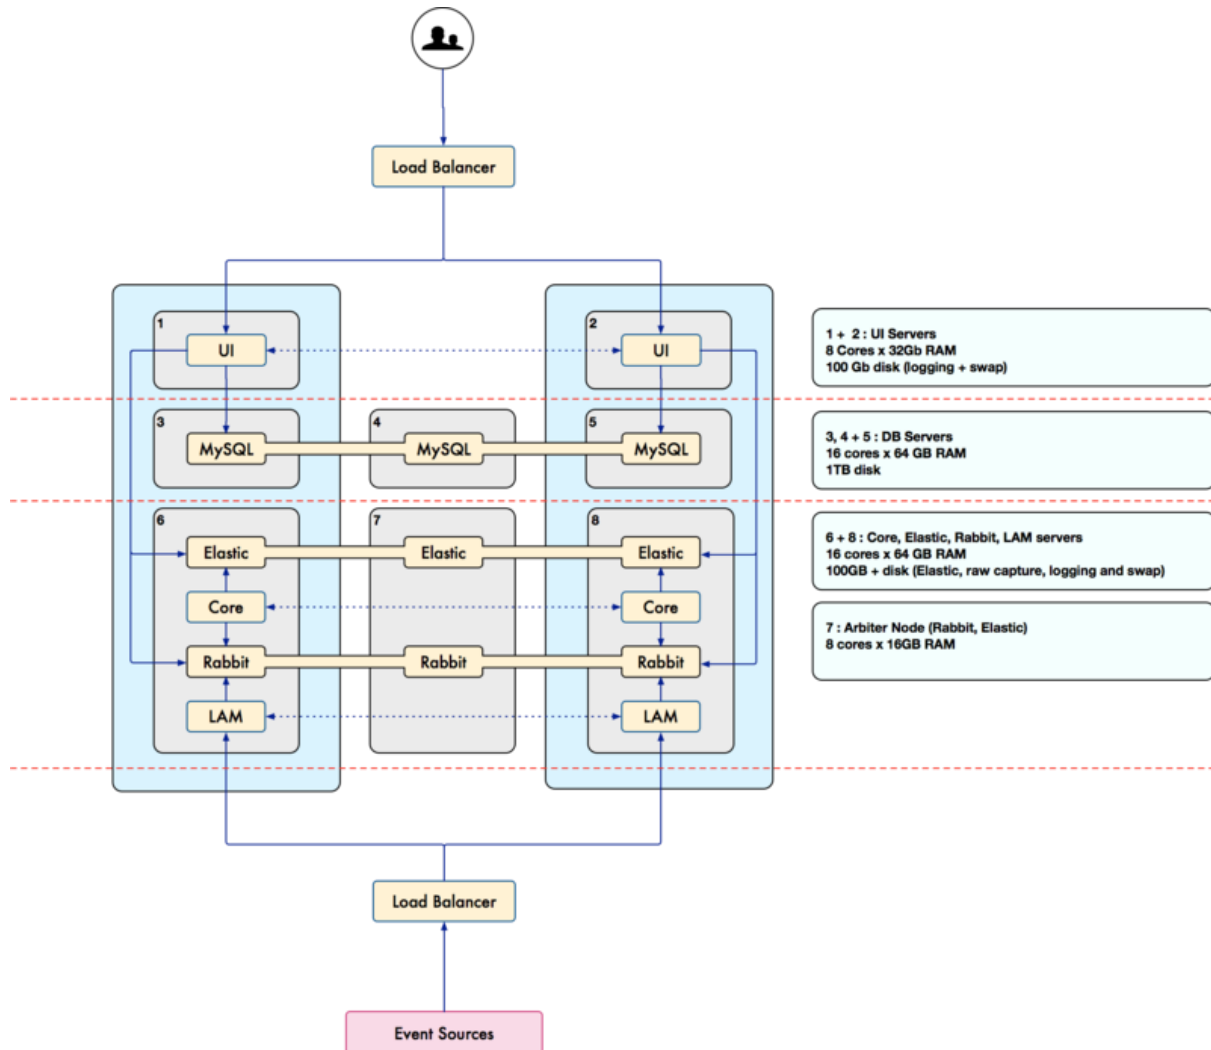 Load Balancer
1
UI
2
UI
1 + 2 : UI Servers
8 Cores x 32Gb RAM
100 Gb disk (logging + swap)
3
MySQL
4
MySQL
5
MySQL
3, 4 + 5 : DB Servers
16 cores x 64 GB RAM
1TB disk
6
Elastic
Core
Rabbit
LAM
7
Elastic
Rabbit
8
Elastic
Core
Rabbit
LAM
6 + 8 : Core, Elastic, Rabbit, LAM servers
16 cores x 64 GB RAM
100GB + disk (Elastic, raw capture, logging and swap)
7 : Arbiter Node (Rabbit, Elastic)
8 cores x 16GB RAM
Load Balancer
Event Sources